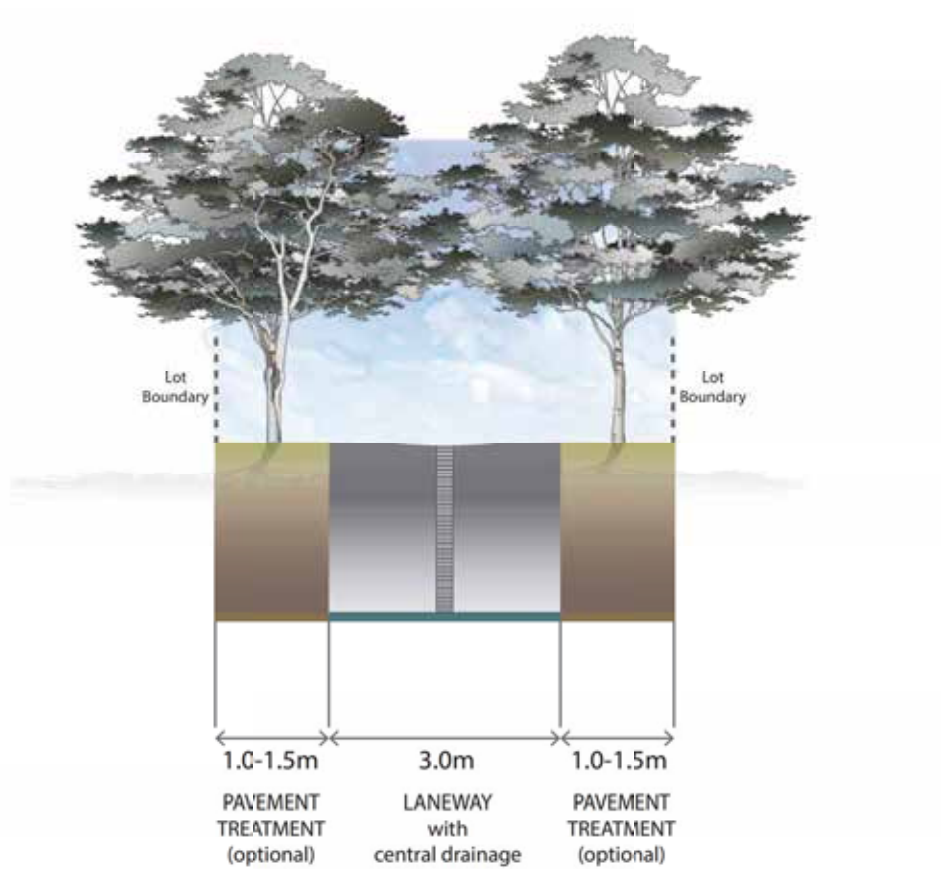 Lot
Boundary
Lot
Boundary
1.0-1.5m
3.0m
1.0-1.5m
PAVEMENT
TREATMENT
(optional)
LANEWAY
with
central drainage
PAVEMENT
TREATMENT
(optional)